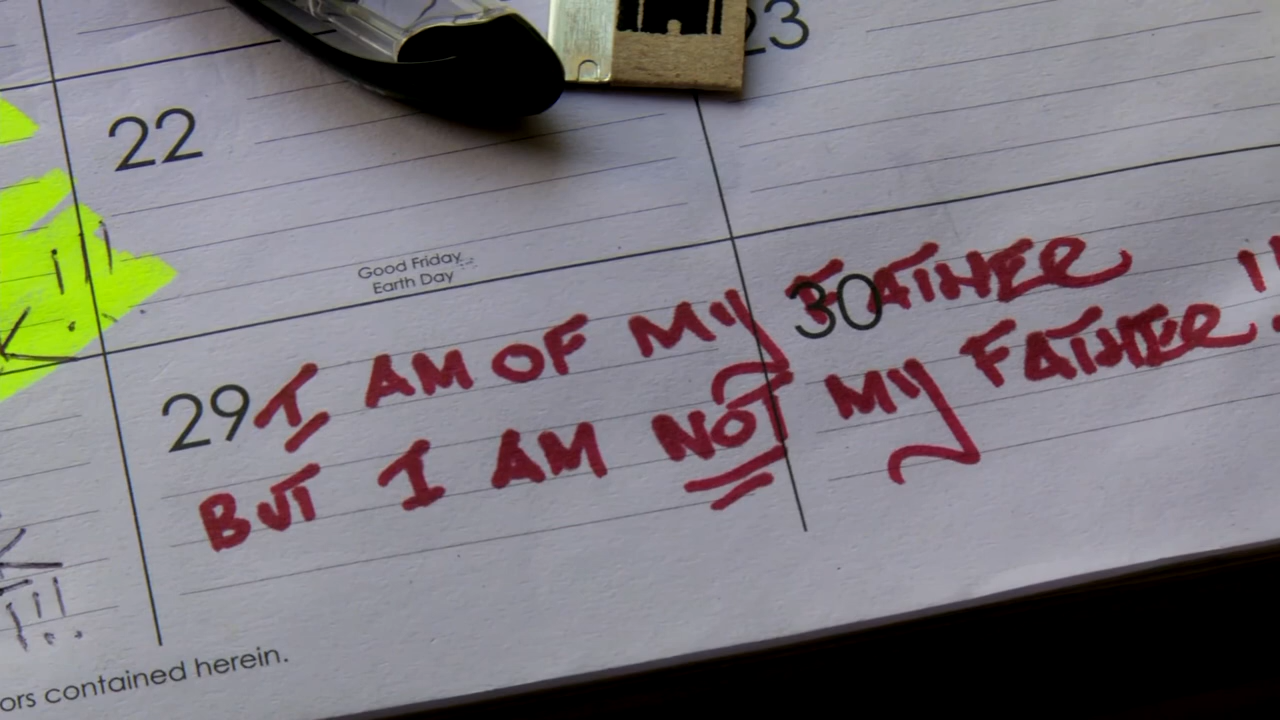 23
22
Good Friday
Earth Day
29 30
I AM OF MY FATHER
BUT I AM NOT MY FATHER!!
K!!
K
!!!
ors contained herein.